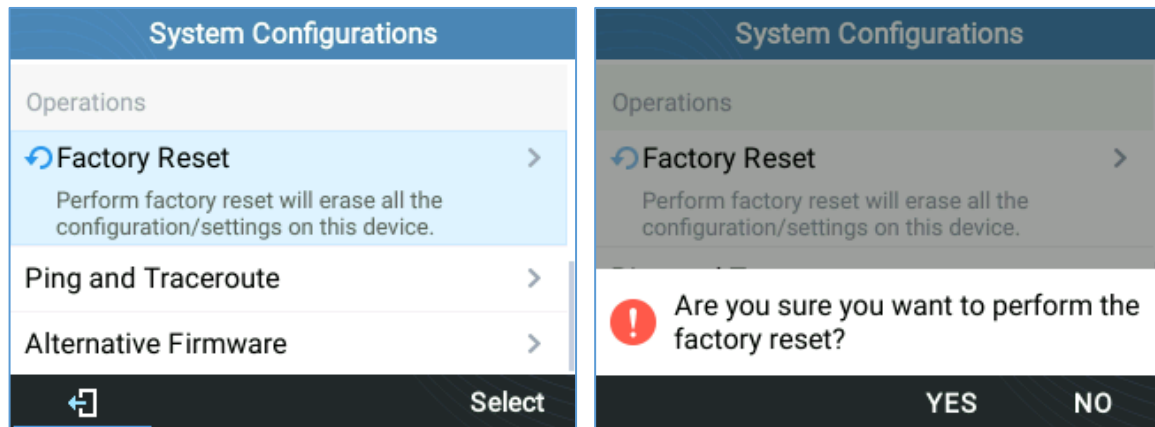 System Configurations
Operations
Factory Reset
Perform factory reset will erase all the
configuration/settings on this device.
Ping and Traceroute
Alternative Firmware
Select
System Configurations
Operations
Factory Reset
Perform factory reset will erase all the
configuration/settings on this device.
Are you sure you want to perform the
factory reset?
YES NO